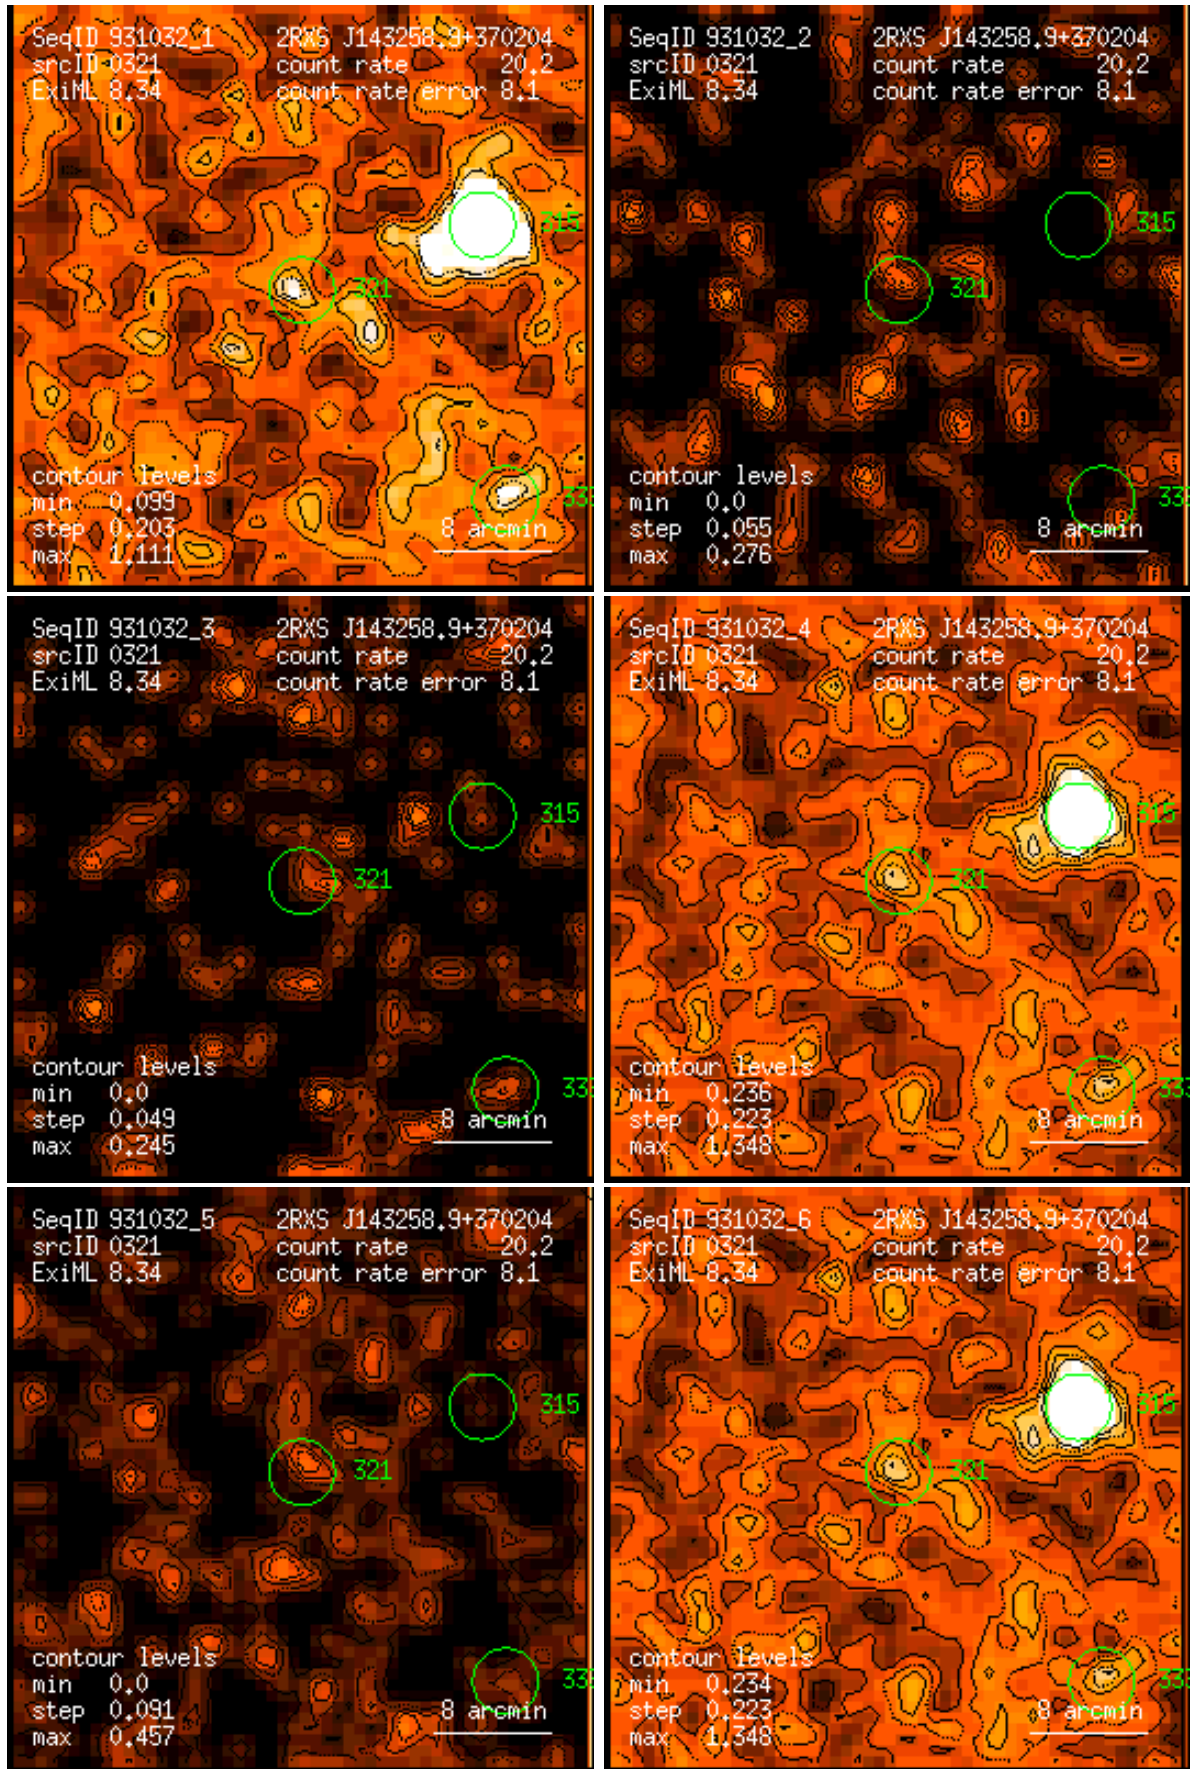 SeqID 931032_1 2RXS J143258.9+370204
srcID 0321 count rate 20.2
ExiML 8.34 count rate error 8.1
315
321
contour levels
min 0.099
333
step 0.203 8 arcmin
max 1.111
SeqID 931032_2 2RXS J143258.9+370204
srcID 0321 count rate 20.2
ExiML 8.34 count rate error 8.1
315
321
contour levels
min 0.0
33
step 0.055 8 arcmin
max 0.276
SeqID 931032_3 2RXS J143258.9+370204
srcID 0321 count rate 20.2
ExiML 8.34 count rate error 8.1
315
321
contour levels
min 0.0
333
step 0.049 8 arcmin
max 0.245
SeqID 931032_4 2RXS J143258.9+370204
srcID 0321 count rate 20.2
ExiML 8.34 count rate error 8.1
315
321
contour levels
min 0.236
333
step 0.223 8 arcmin
max 1.348
SeqID 931032_5 2RXS J143258.9+370204
srcID 0321 count rate 20.2
ExiML 8.34 count rate error 8.1
315
321
contour levels
min 0.0
333
step 0.091 8 arcmin
max 0.457
SeqID 931032_6 2RXS J143258.9+370204
srcID 0321 count rate 20.2
ExiML 8.34 count rate error 8.1
315
321
contour levels
min 0.234
333
step 0.223 8 arcmin
max 1.348